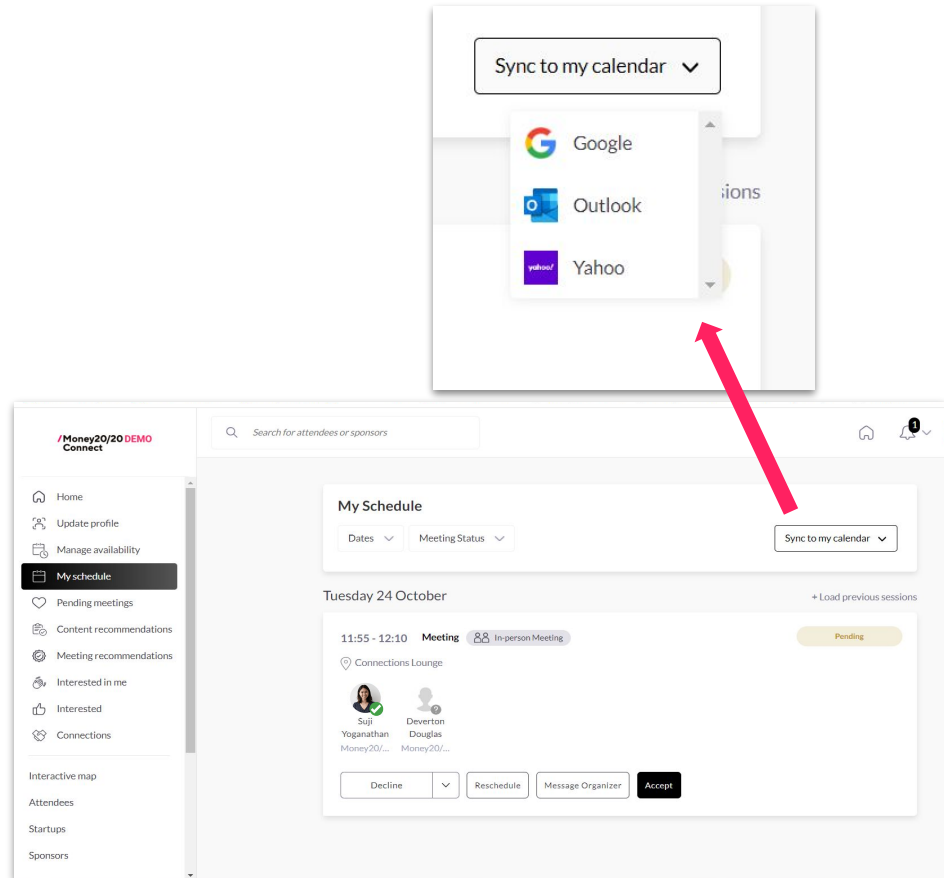 Sync to my calendar
Google
Outlook
sions
yahoo!
Yahoo
/Money20/20 DEMO
Connect
Search for attendees or sponsors
1
Home
Update profile
Manage availability
My schedule
Pending meetings
Content recommendations
Meeting recommendations
Interested in me
Interested
Connections
Interactive map
Attendees
Startups
Sponsors
My Schedule
Dates
Meeting Status
Sync to my calendar
Tuesday 24 October
+ Load previous sessions
11:55 - 12:10 Meeting In-person Meeting
Pending
Connections Lounge
Suji
Yoganathan
Money20/...
Deverton
Douglas
Money20/...
Decline
Reschedule
Message Organizer
Accept